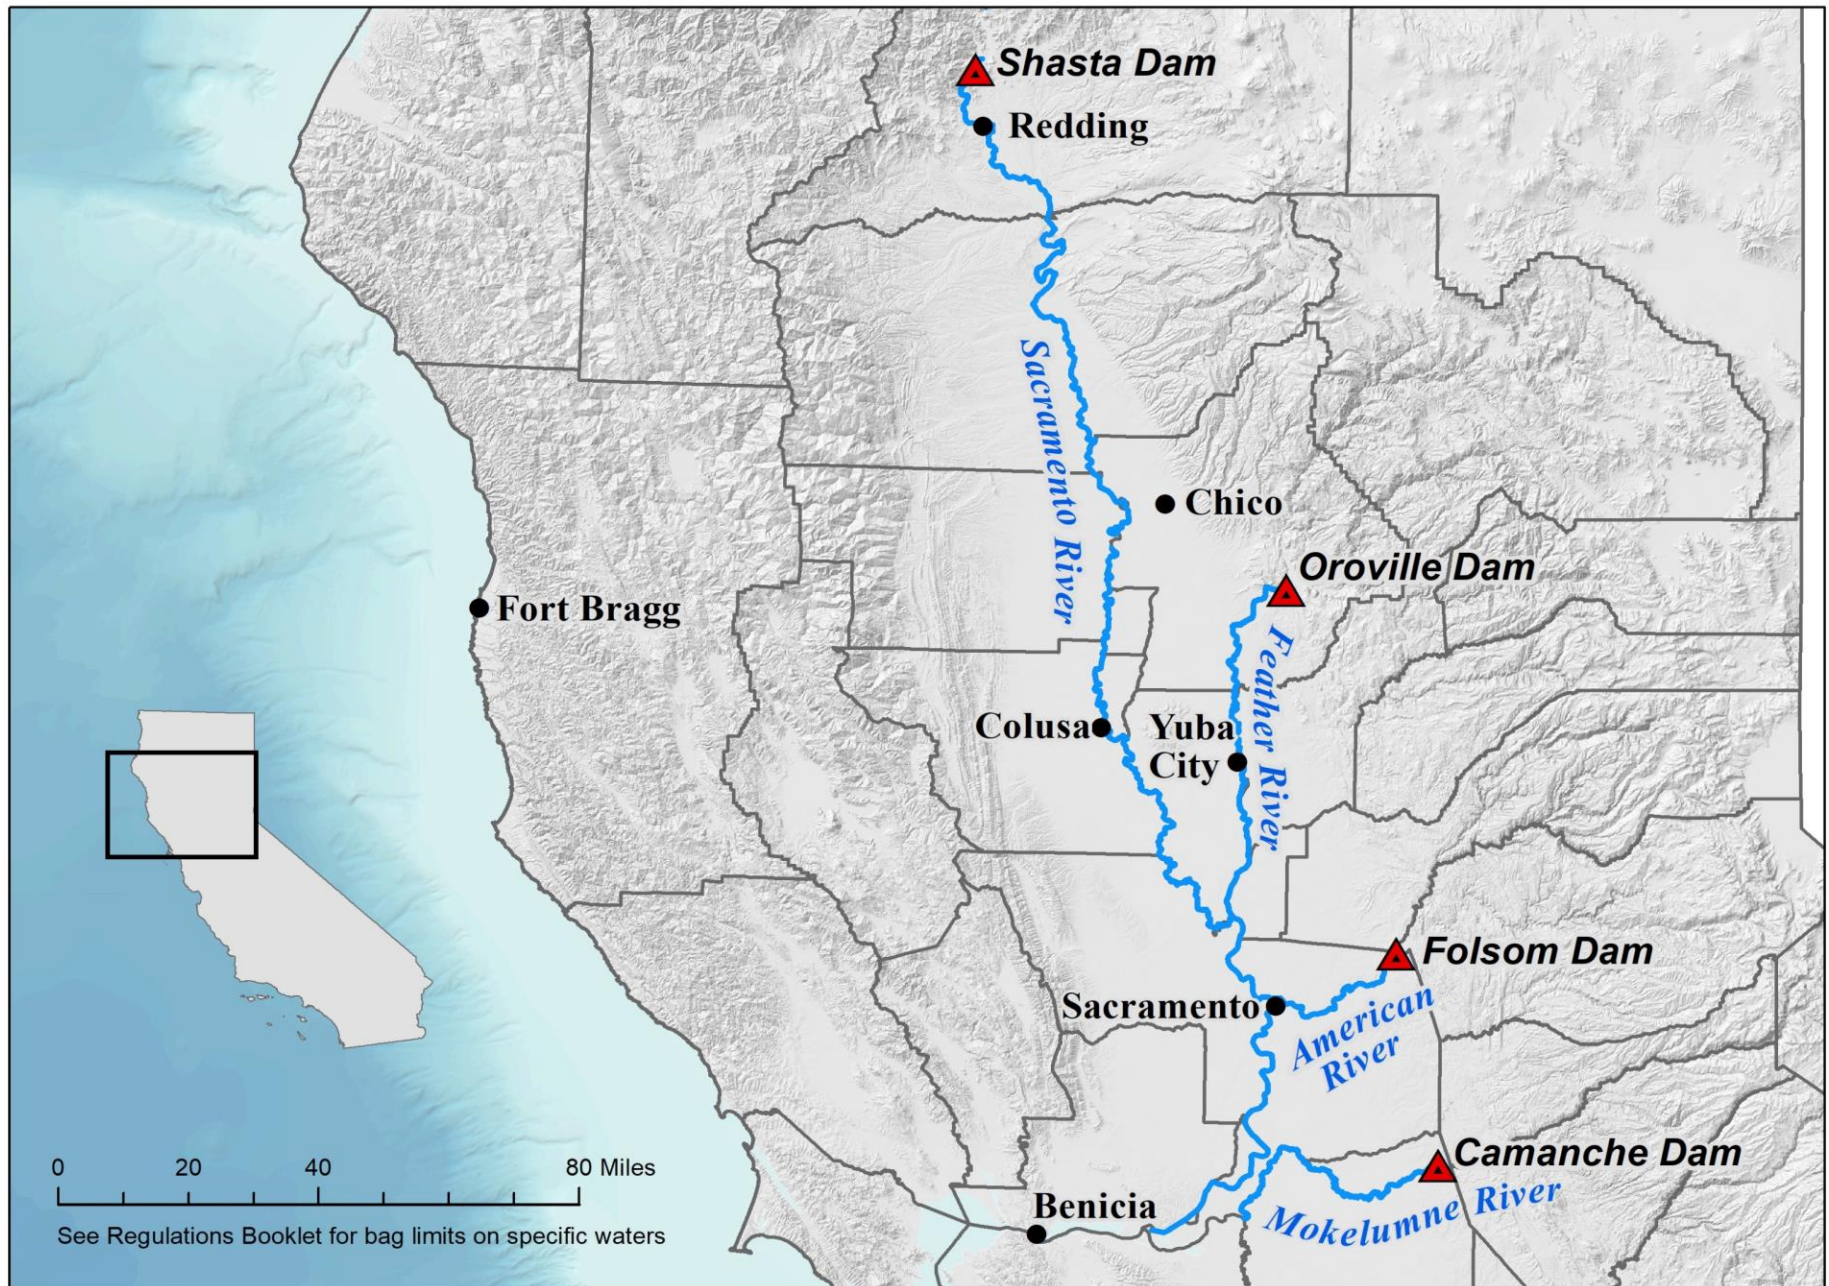 Shasta Dam
Redding
Sacramento River
Chico
Oroville Dam
Fort Bragg
Feather River
Colusa
Yuba
City
Folsom Dam
Sacramento
American
River
Camanche Dam
0 20 40 80 Miles
Benicia
Mokelumne River
See Regulations Booklet for bag limits on specific waters